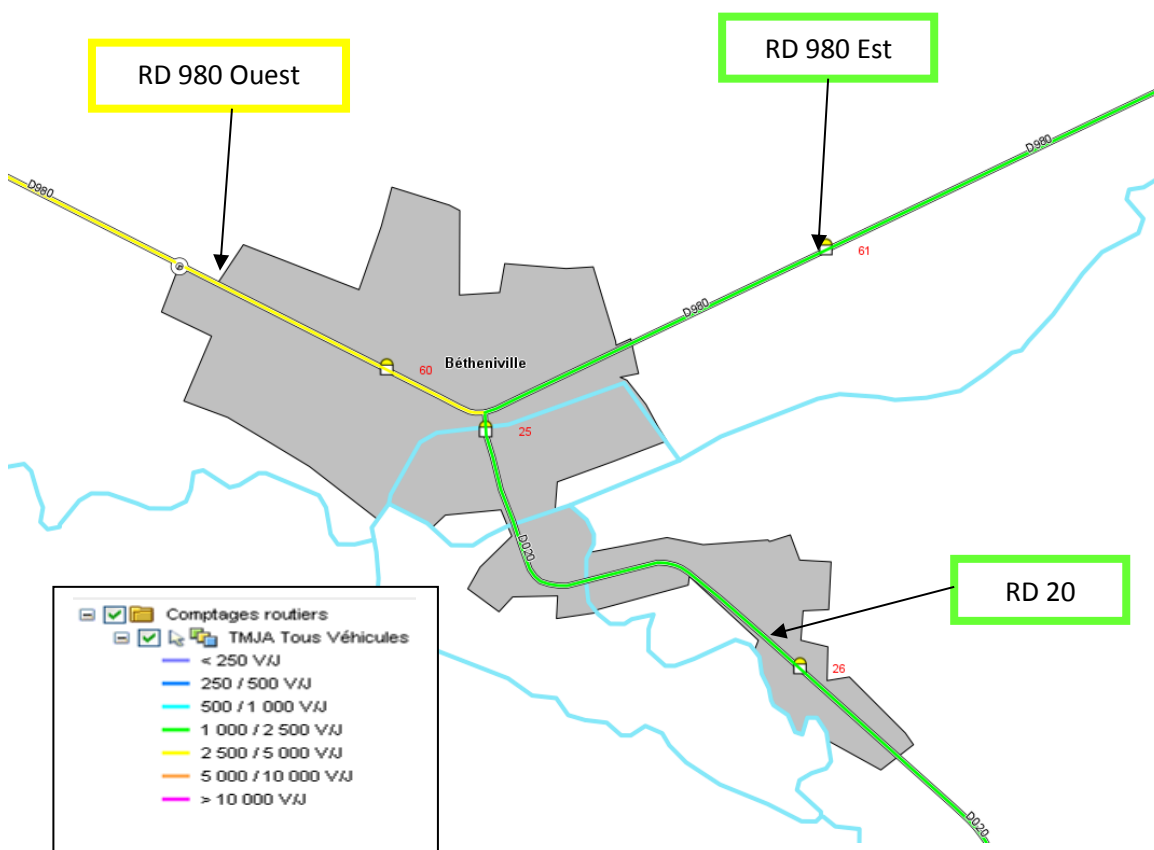 RD 980 Ouest
RD 980 Est
D980
D980
61
D980
60
Bétheniville
25
D020
RD 20
26
D020
Comptages routiers
TMJA Tous Véhicules
< 250 V/J
250 / 500 V/J
500 / 1 000 V/J
1 000 / 2 500 V/J
2 500 / 5 000 V/J
5 000 / 10 000 V/J
> 10 000 V/J